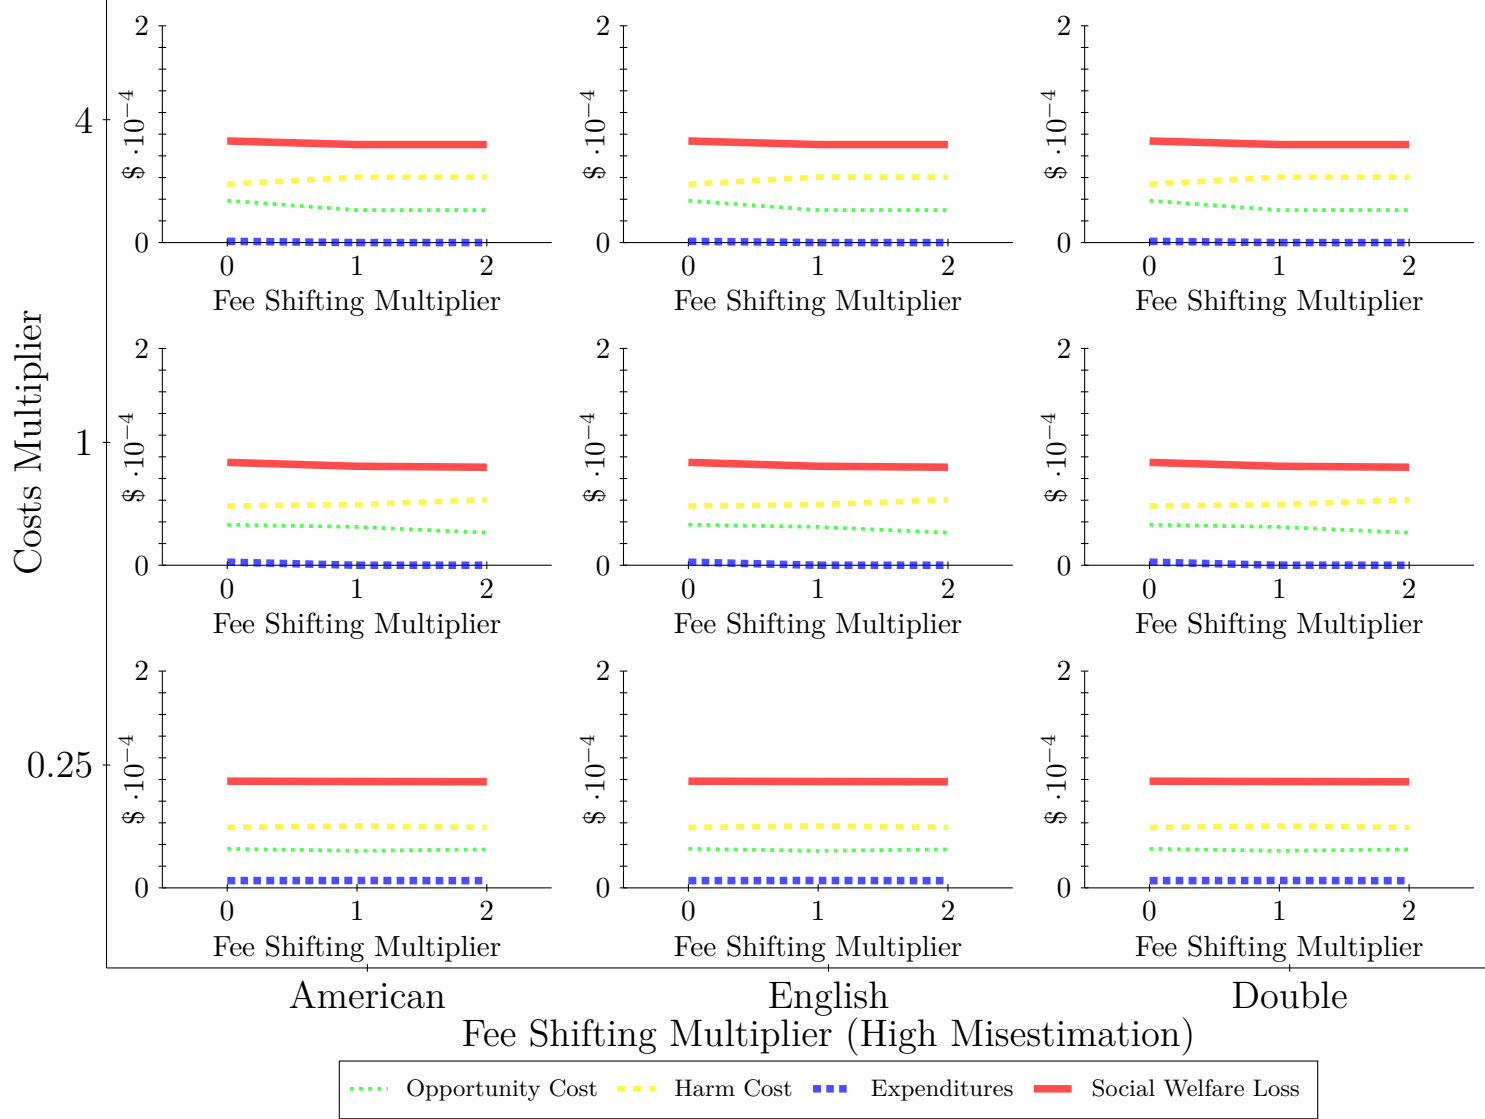 Costs Multiplier
4
2
$ ·10−4
0
0 1 2
Fee Shifting Multiplier
2
$ ·10−4
0
0 1 2
Fee Shifting Multiplier
2
$ ·10−4
0
0 1 2
Fee Shifting Multiplier
1
2
$ ·10−4
0
0 1 2
Fee Shifting Multiplier
2
$ ·10−4
0
0 1 2
Fee Shifting Multiplier
2
$ ·10−4
0
0 1 2
Fee Shifting Multiplier
0.25
2
$ ·10−4
0
0 1 2
Fee Shifting Multiplier
2
$ ·10−4
0
0 1 2
Fee Shifting Multiplier
2
$ ·10−4
0
0 1 2
Fee Shifting Multiplier
American English Double
Fee Shifting Multiplier (High Misestimation)
Opportunity Cost Harm Cost Expenditures Social Welfare Loss